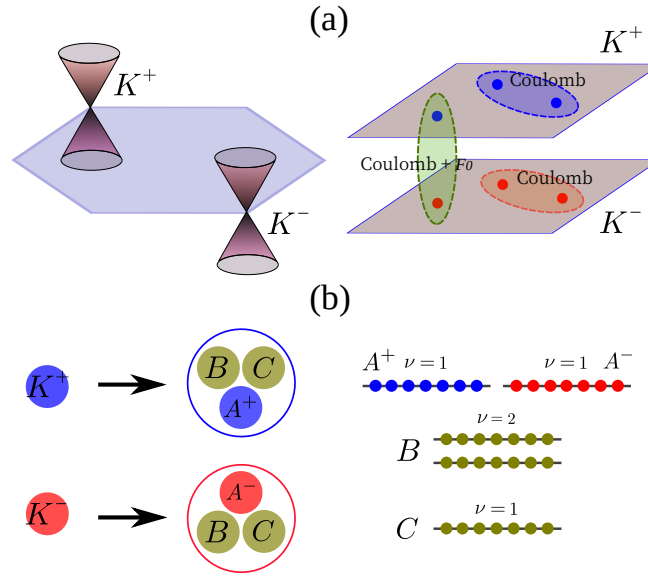 (a)
K⁺
K⁻
K⁺
Coulomb
Coulomb + F₀
Coulomb
K⁻
(b)
K⁺
B C
A⁺
K⁻
A⁻
B C
A⁺ ν = 1
ν = 1 A⁻
ν = 2
B
ν = 1
C